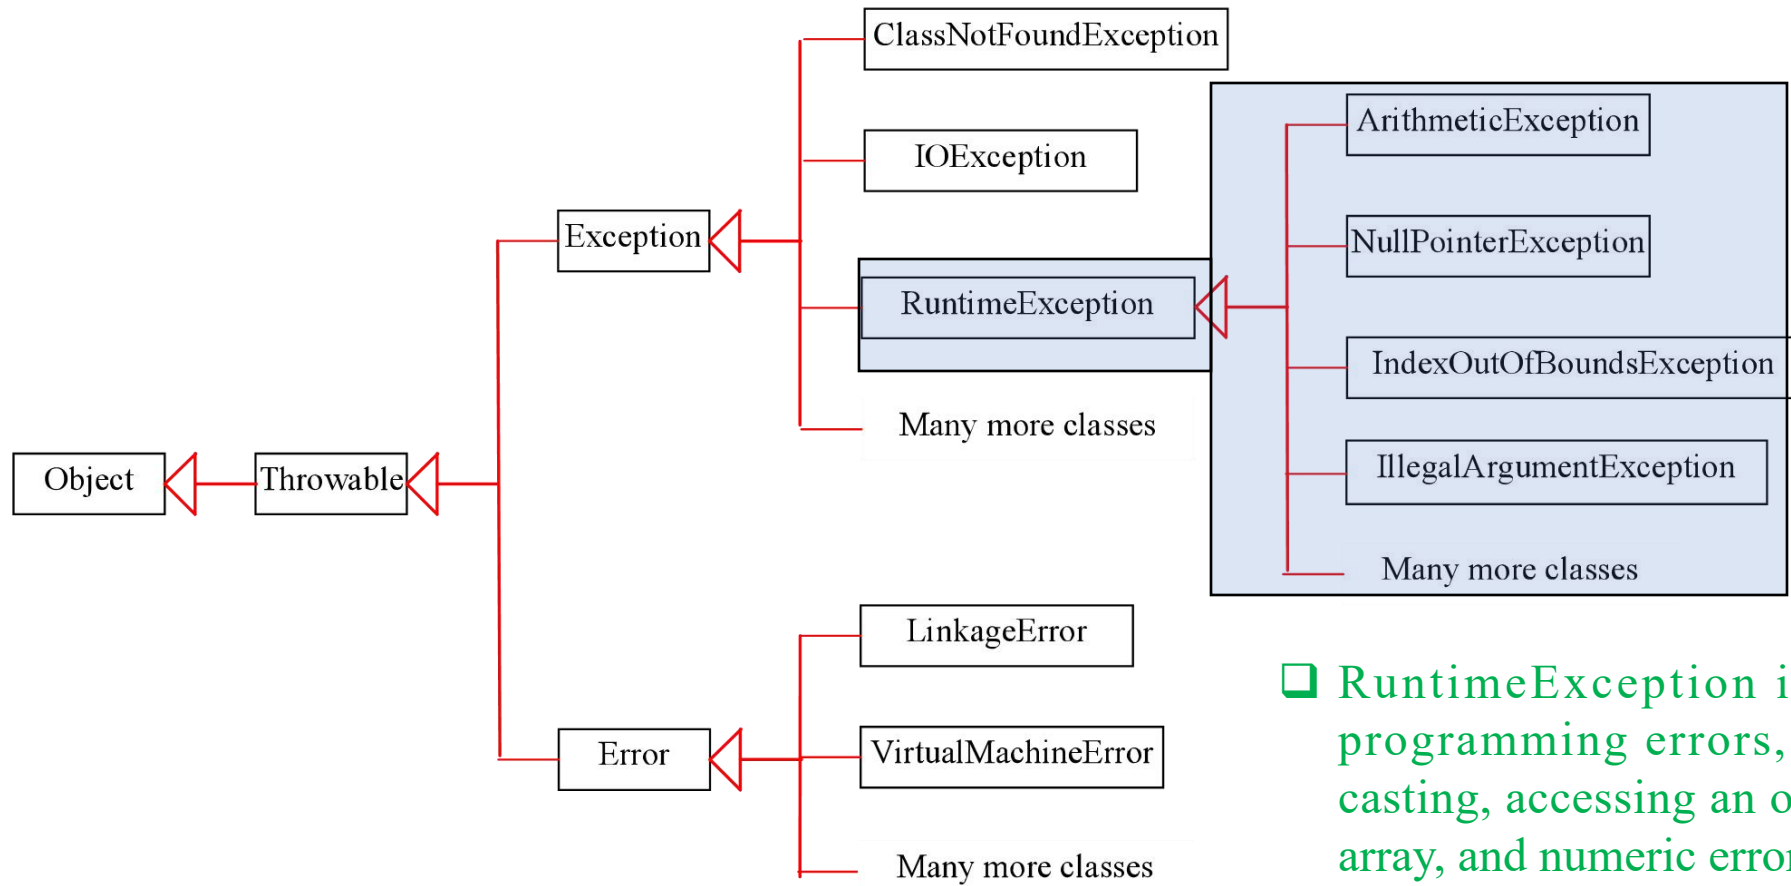 ClassNotFoundException
ArithmeticException
IOException
NullPointerException
Exception
RuntimeException
IndexOutOfBoundsException
Many more classes
IllegalArgumentException
Object
Throwable
Many more classes
LinkageError
RuntimeException
programming errors,
Error
VirtualMachineError
casting, accessing an
array, and numeric
Many more classes